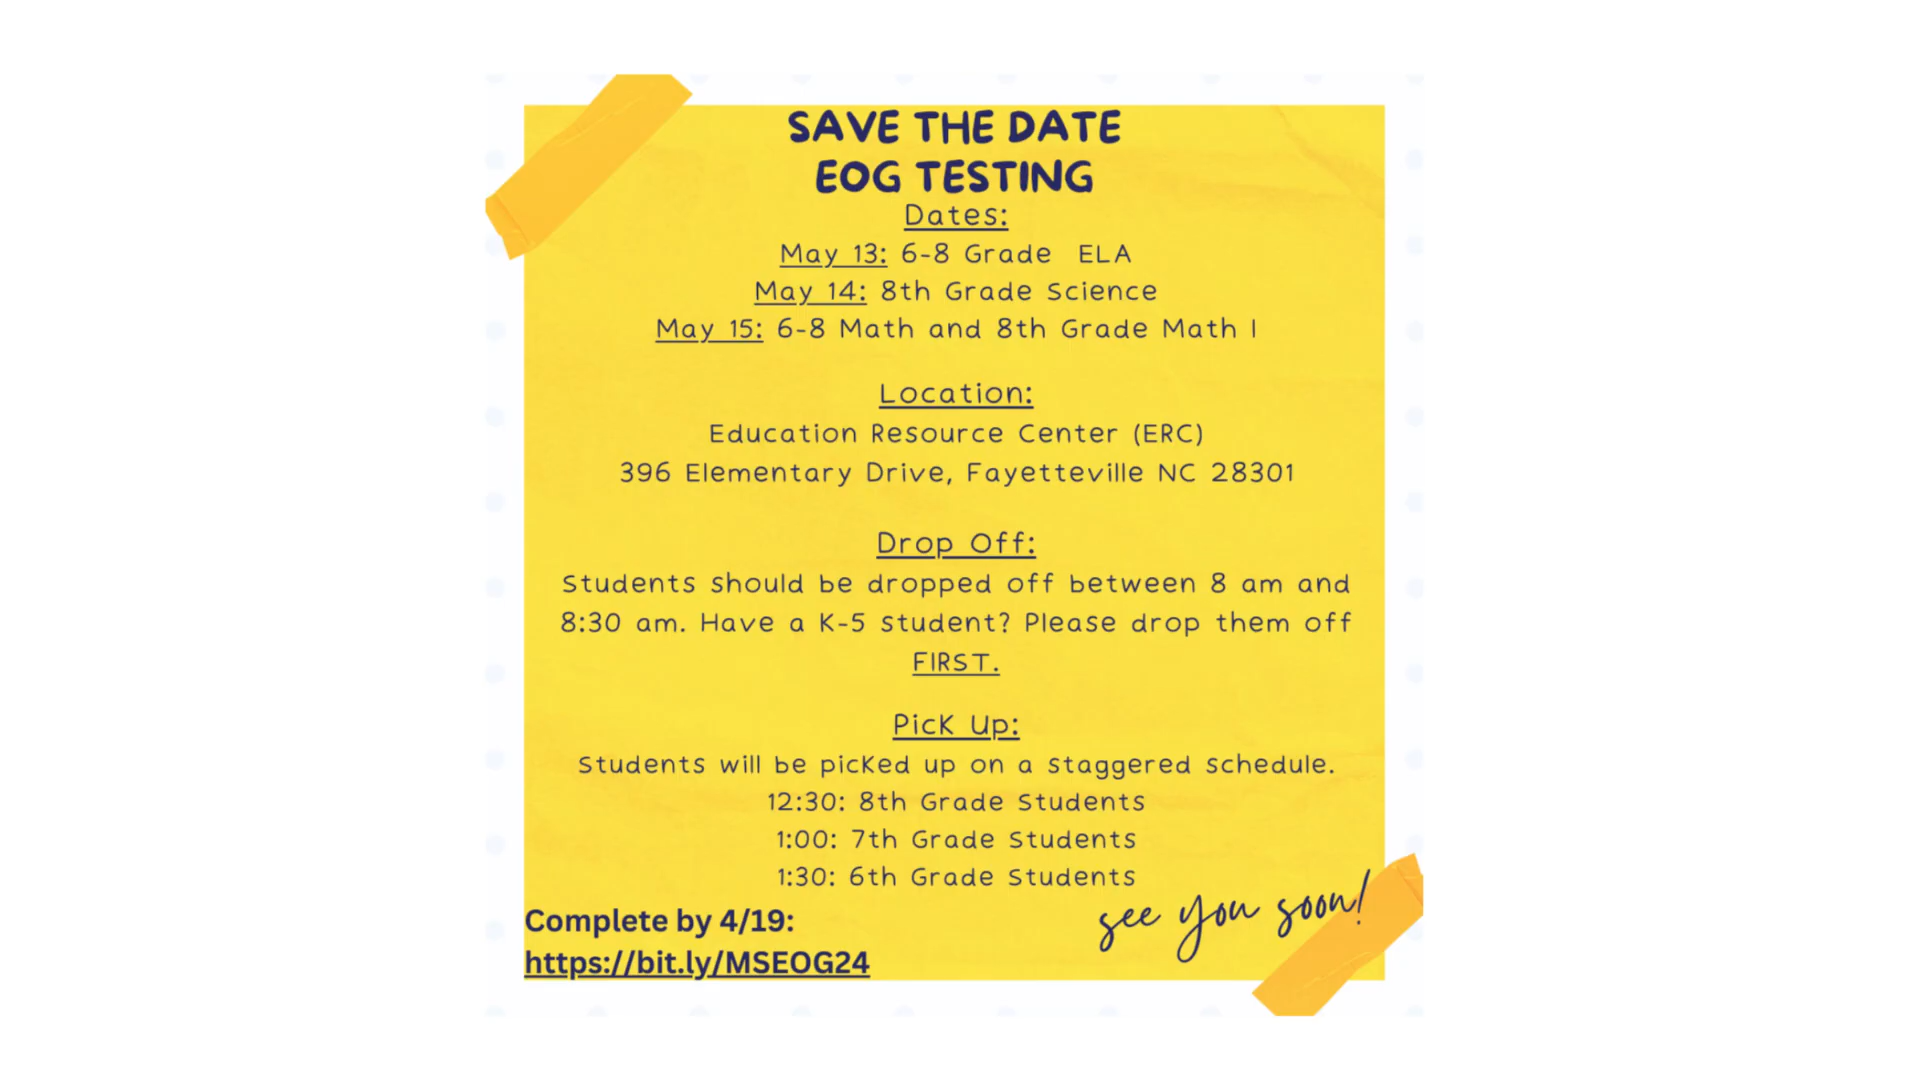 SAVE THE DATE
EOG TESTING
Dates:
May 13: 6-8 Grade ELA
May 14: 8th Grade Science
May 15: 6-8 Math and 8th Grade Math I
Location:
Education Resource Center (ERC)
396 Elementary Drive, Fayetteville NC 28301
Drop Off:
Students should be dropped off between 8 am and
8:30 am. Have a K-5 student? Please drop them off
FIRST.
Pick Up:
Students will be picked up on a staggered schedule.
12:30: 8th Grade Students
1:00: 7th Grade Students
1:30: 6th Grade Students
see you soon!
Complete by 4/19:
https://bit.ly/MSEOG24